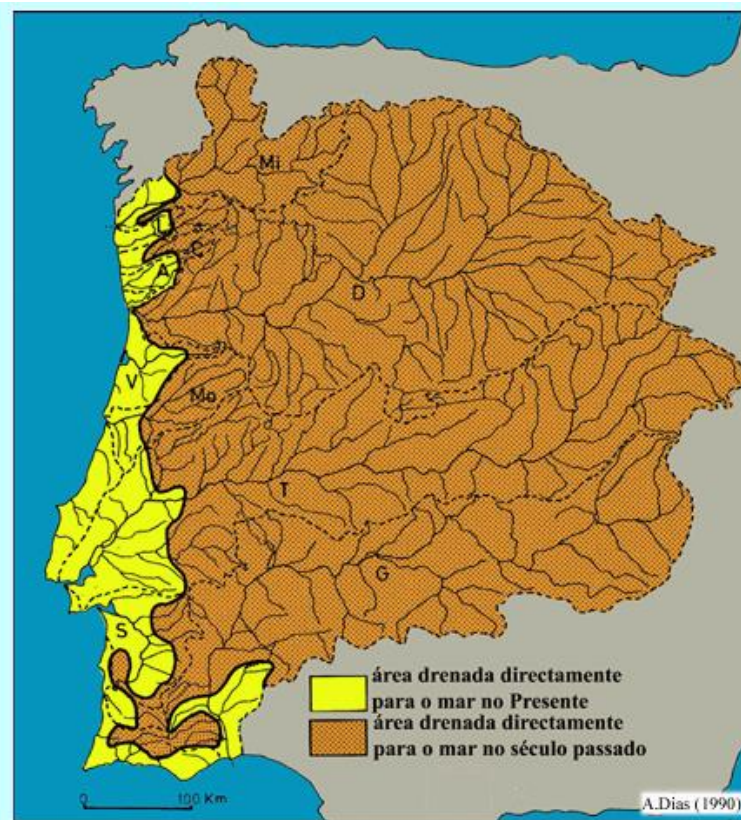 Mi
L
C
A
D
V
Mo
T
G
S
área drenada directamente
para o mar no Presente
área drenada directamente
para o mar no século passado
0 100 Km
A.Dias (1990)